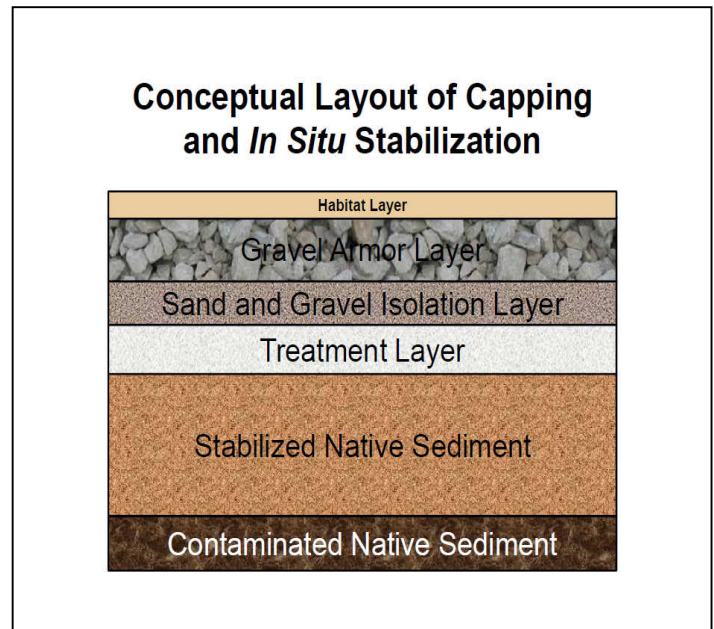 Conceptual Layout of Capping
and In Situ Stabilization
Habitat Layer
Gravel Armor Layer
Sand and Gravel Isolation Layer
Treatment Layer
Stabilized Native Sediment
Contaminated Native Sediment